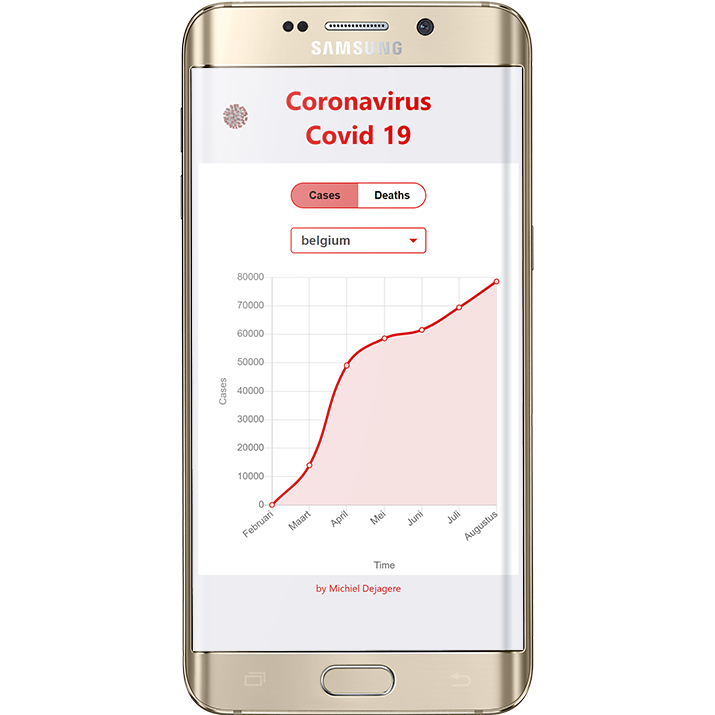 SAMSUNG
Coronavirus
Covid 19
Cases
Deaths
belgium
80000
70000
60000
50000
40000
30000
20000
10000
0
Cases
Februari
Maart
April
Mei
Juni
Juli
Augustus
Time
by Michiel Dejagere